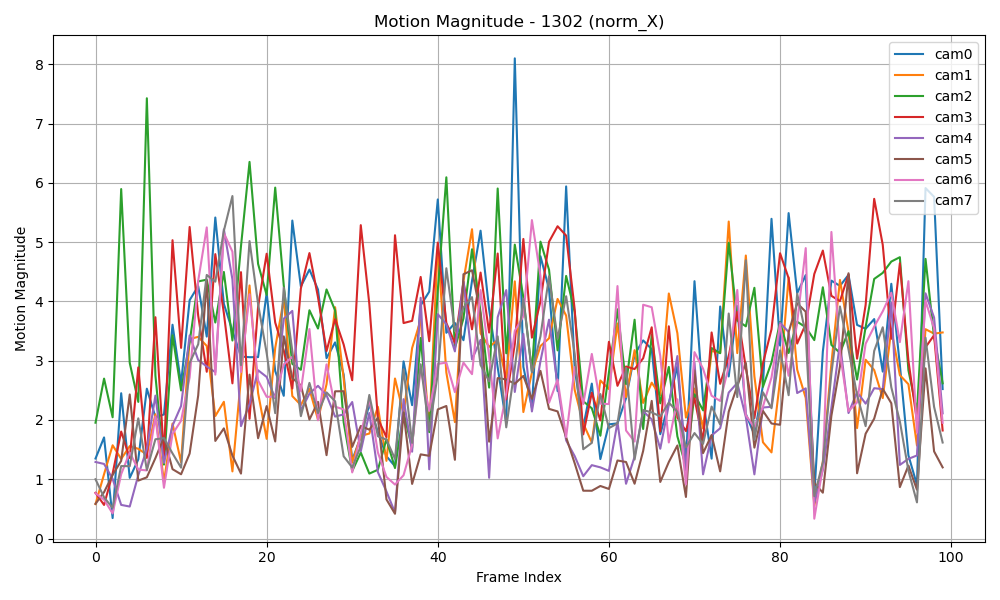 Motion Magnitude - 1302 (norm_X)
Motion Magnitude
8
7
6
5
4
3
2
1
0
cam0
cam1
cam2
cam3
cam4
cam5
cam6
cam7
0 20 40 60 80 100
Frame Index